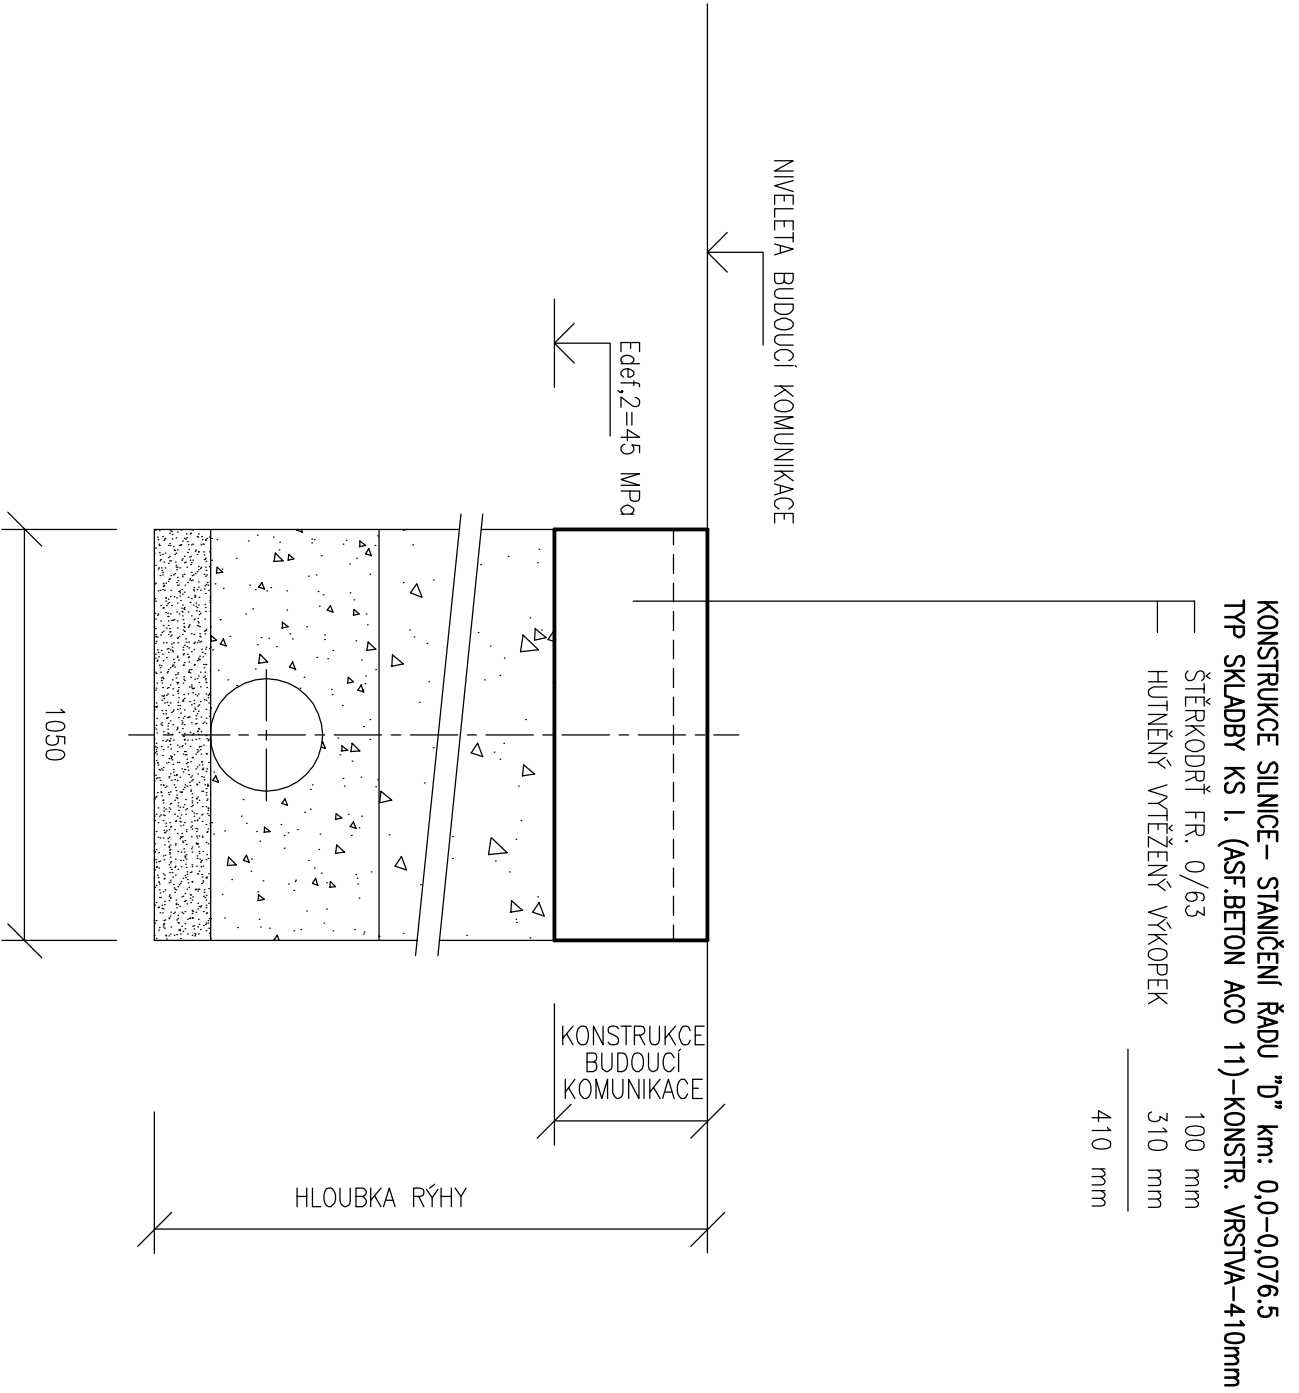 KONSTRUKCE SILNICE- STANIČENÍ ŘADU "D" km: 0,0-0,076.5
TYP SKLADBY KS I. (ASF.BETON ACO 11)-KONSTR. VRSTVA-410mm
ŠTĚRKODRŤ FR. 0/63 100 mm
HUTNĚNÝ VYTĚŽENÝ VÝKOPEK 310 mm
410 mm
NIVELETA BUDOUCÍ KOMUNIKACE
Edef,2=45 MPa
KONSTRUKCE
BUDOUCÍ
KOMUNIKACE
HLOUBKA RÝHY
1050